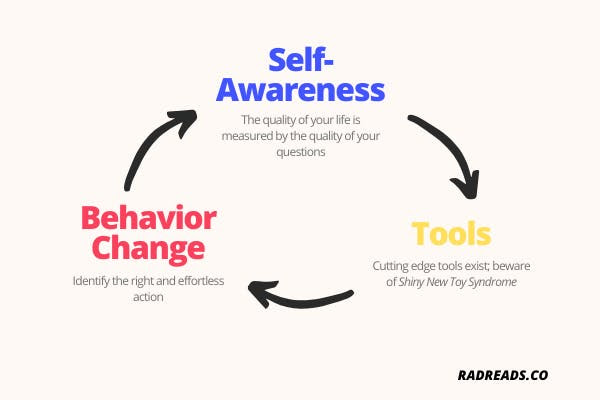 Self-
Awareness
The quality of your life is
measured by the quality of your
questions
Tools
Cutting edge tools exist; beware
of Shiny New Toy Syndrome
Behavior
Change
Identify the right and effortless
action
RADREADS.CO